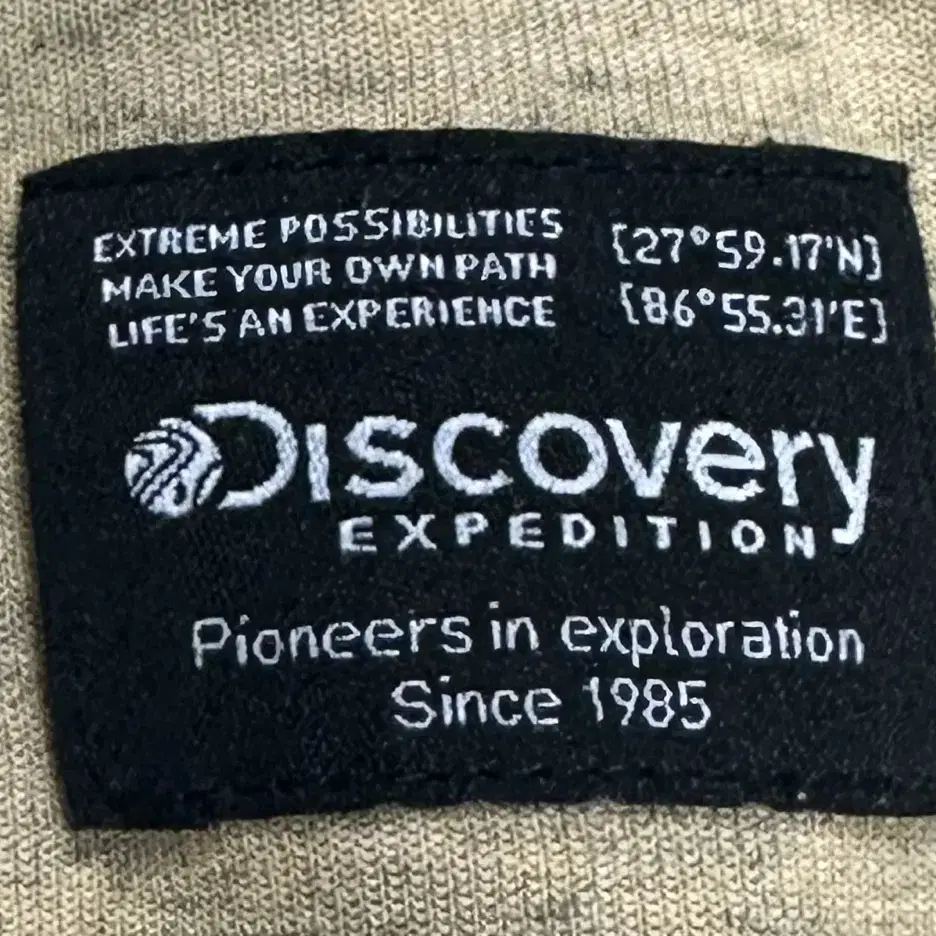 EXTREME POSSIBILITIES
MAKE YOUR OWN PATH
LIFE'S AN EXPERIENCE
[27°59.17'N]
[86°55.31'E]
Discovery
EXPEDITION
Pioneers in exploration
Since 1985